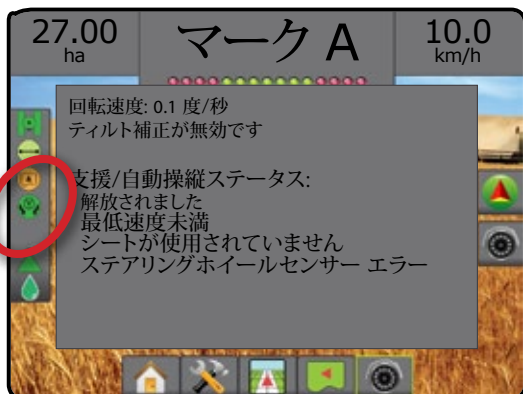 27.00
ha
マーク A
10.0
km/h
回転速度: 0.1 度/秒
ティルト補正が無効です
支援/自動操縦ステータス:
解放されました
最低速度未満
シートが使用されていません
ステアリングホイールセンサー エラー